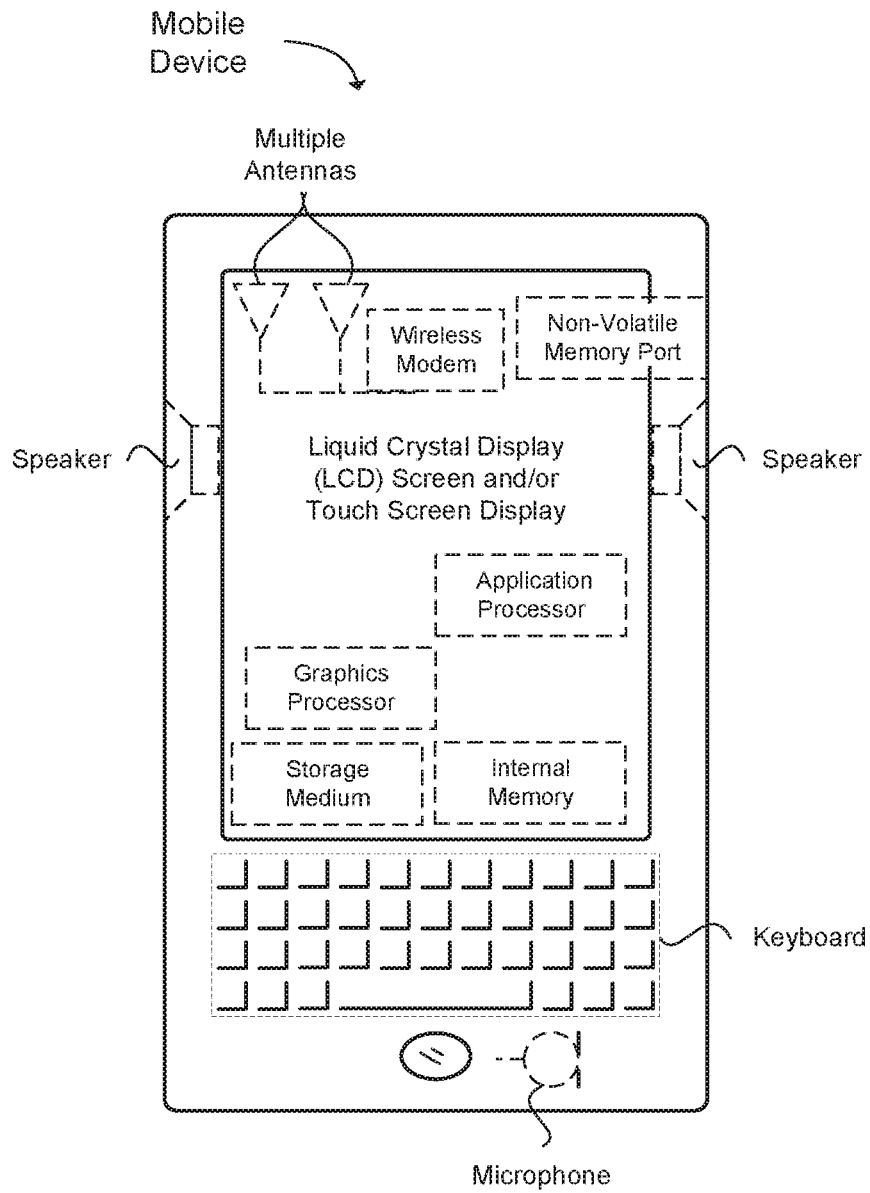 Mobile
Device
Multiple
Antennas
Wireless
Modem
Non-Volatile
Memory Port
Speaker
Liquid Crystal Display
(LCD) Screen and/or
Touch Screen Display
Speaker
Application
Processor
Graphics
Processor
Storage
Medium
Internal
Memory
Keyboard
Microphone